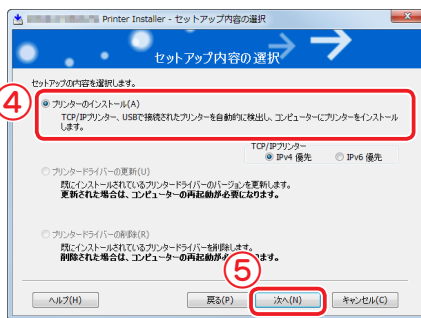 Printer Installer - セットアップ内容の選択
セットアップ内容の選択
セットアップの内容を選択します。
④
プリンターのインストール(A)
TCP/IPプリンター、USBで接続されたプリンターを自動的に検出し、コンピューターにプリンターをインストール
します。
TCP/IPプリンター
IPv4 優先
IPv6 優先
プリンタードライバーの更新(U)
既にインストールされているプリンタードライバーのバージョンを更新します。
更新された場合は、コンピューターの再起動が必要になります。
プリンタードライバーの削除(R)
既にインストールされているプリンタードライバーを削除します。
削除された場合は、コンピューターの再起動が必 ます。
⑤
ヘルプ(H)
戻る(P)
次へ(N)
キャンセル(C)